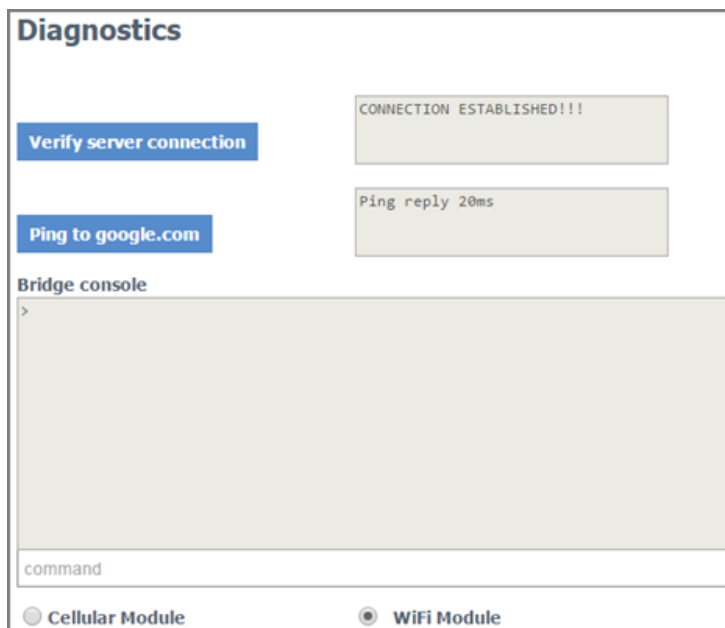 Diagnostics
Verify server connection
CONNECTION ESTABLISHED!!!
Ping to google.com
Ping reply 20ms
Bridge console
>
command
Cellular Module
WiFi Module